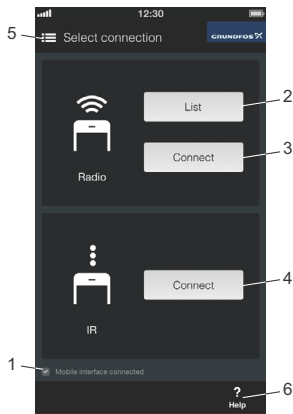 12:30
5
Select connection
GRUNDFOS
List
2
Connect
3
Radio
Connect
4
IR
1
Mobile interface connected
?
Help
6